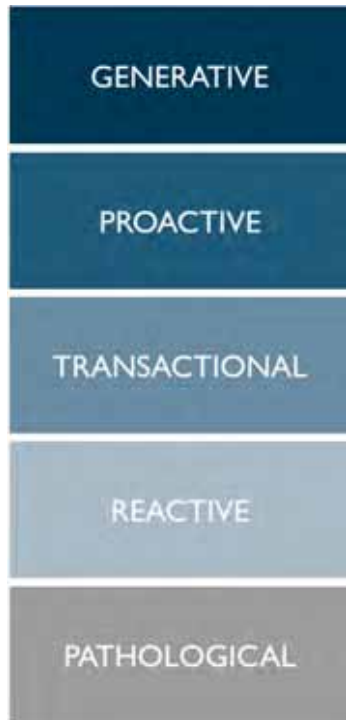 GENERATIVE
PROACTIVE
TRANSACTIONAL
REACTIVE
PATHOLOGICAL